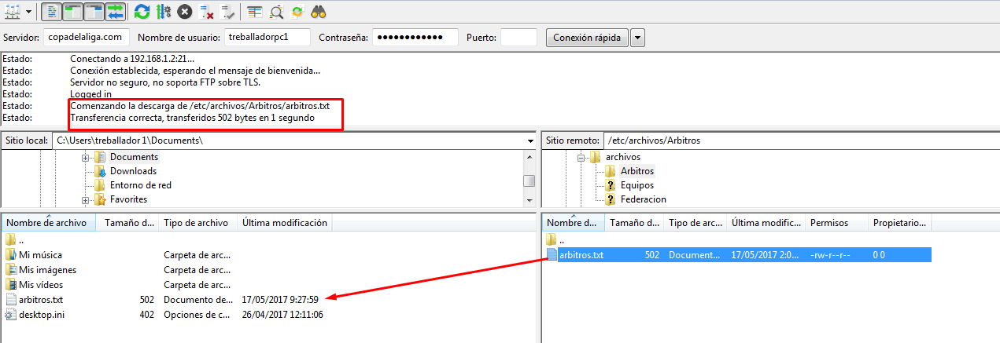 Servidor: copadelaliga.com Nombre de usuario: treballadorpc1 Contraseña: ●●●●●●●●●●●● Puerto: Conexión rápida
Estado: Conectando a 192.168.1.2:21...
Estado: Conexión establecida, esperando el mensaje de bienvenida...
Estado: Servidor no seguro, no soporta FTP sobre TLS.
Estado: Logged in
Estado: Comenzando la descarga de /etc/archivos/Arbitros/arbitros.txt
Estado: Transferencia correcta, transferidos 502 bytes en 1 segundo
Sitio local: C:\Users\treballador1\Documents\
Documents
Downloads
Entorno de red
Favorites
Nombre de archivo Tamaño d... Tipo de archivo Última modificación
..
Mi música Carpeta de arc...
Mis imágenes Carpeta de arc...
Mis vídeos Carpeta de arc...
arbitros.txt 502 Documento de... 17/05/2017 9:27:59
desktop.ini 402 Opciones de c... 26/04/2017 12:11:06
Sitio remoto: /etc/archivos/Arbitros
archivos
Arbitros
Equipos
Federacion
Nombre d... Tamaño d... Tipo de arc... Última modific... Permisos Propietario...
..
arbitros.txt 502 Document... 17/05/2017 2:0... -rw-r--r-- 0 0